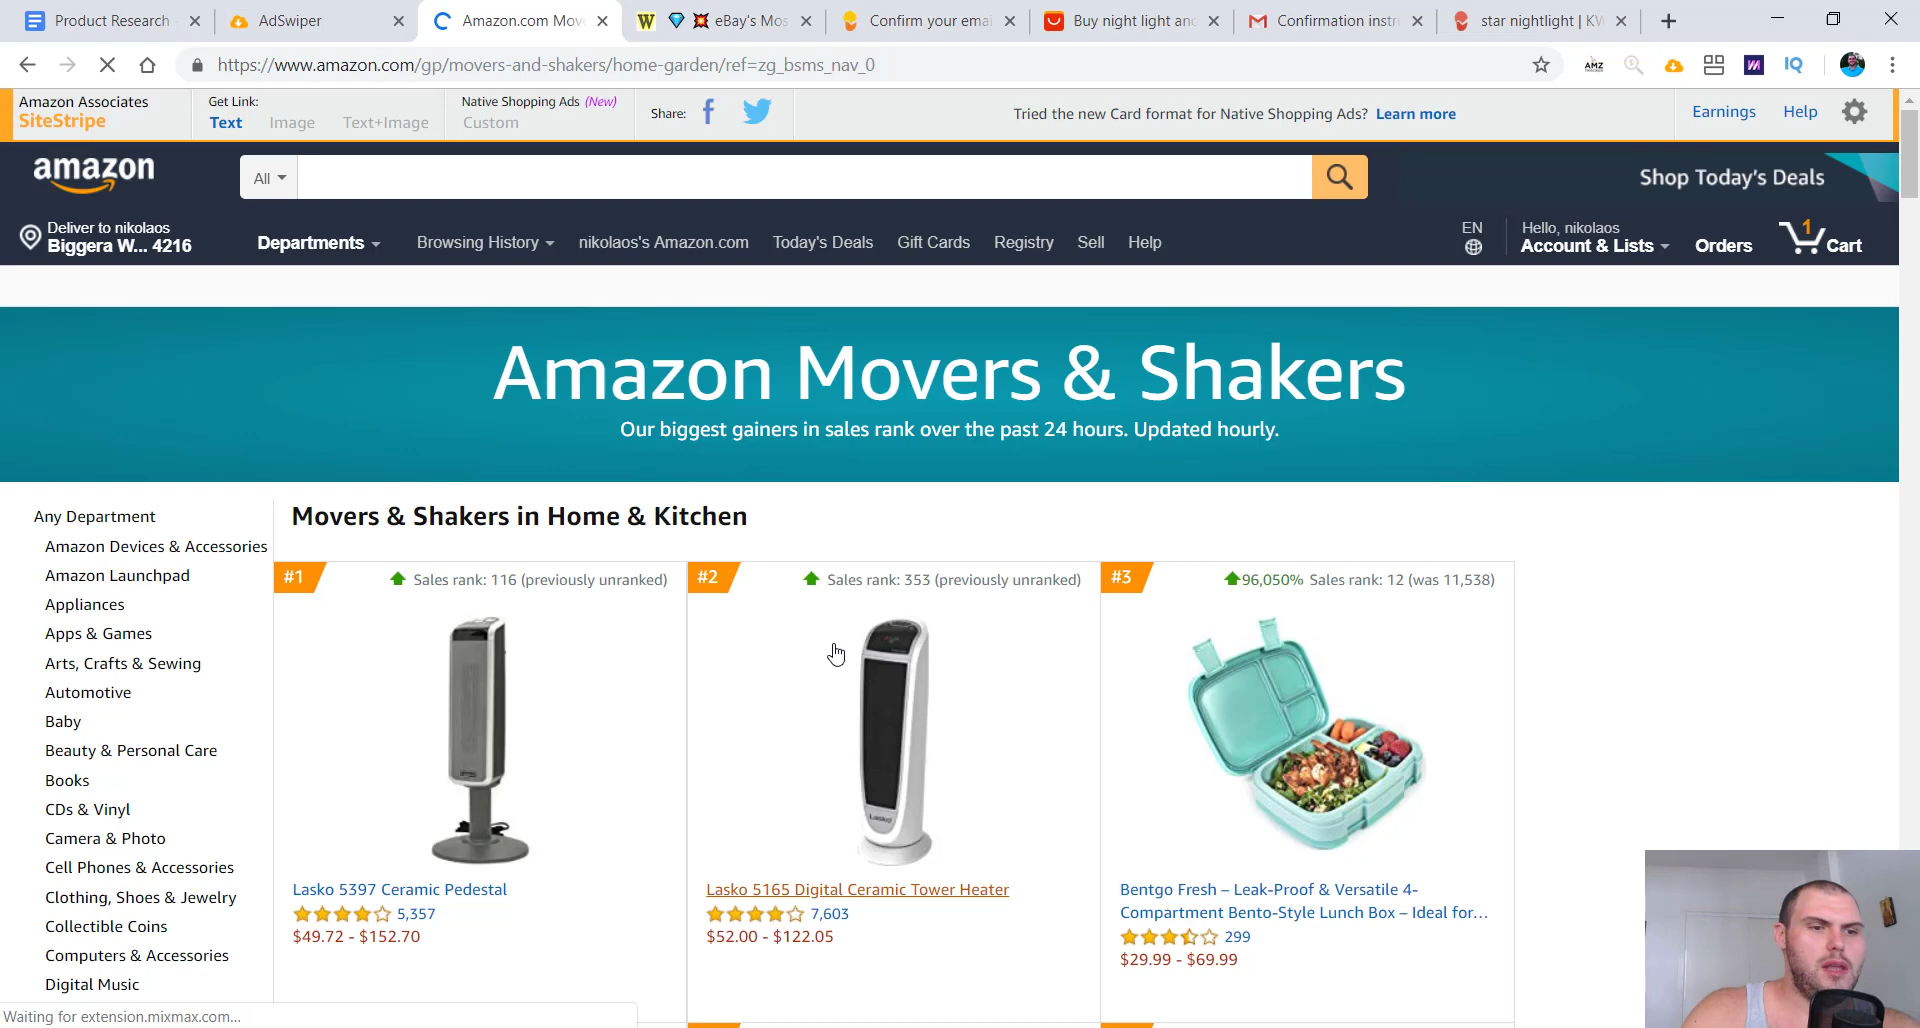 Product Research
AdSwiper
Amazon.com Move
eBay's Mos
Confirm your emai
Buy night light and
Confirmation instru
star nightlight | KW
https://www.amazon.com/gp/movers-and-shakers/home-garden/ref=zg_bsms_nav_0
AMZ
IQ
Amazon Associates
SiteStripe
Get Link:
Text Image Text+Image
Native Shopping Ads (New)
Custom
Share:
Tried the new Card format for Native Shopping Ads? Learn more
Earnings Help
amazon
All
Shop Today's Deals
Deliver to nikolaos
Biggera W... 4216
Departments
Browsing History
nikolaos's Amazon.com
Today's Deals
Gift Cards
Registry
Sell
Help
EN
Hello, nikolaos
Account & Lists
Orders
1
Cart
Amazon Movers & Shakers
Our biggest gainers in sales rank over the past 24 hours. Updated hourly.
Any Department
Amazon Devices & Accessories
Amazon Launchpad
Appliances
Apps & Games
Arts, Crafts & Sewing
Automotive
Baby
Beauty & Personal Care
Books
CDs & Vinyl
Camera & Photo
Cell Phones & Accessories
Clothing, Shoes & Jewelry
Collectible Coins
Computers & Accessories
Digital Music
Movers & Shakers in Home & Kitchen
#1
Sales rank: 116 (previously unranked)
Lasko 5397 Ceramic Pedestal
5,357
$49.72 - $152.70
#2
Sales rank: 353 (previously unranked)
Lasko
Lasko 5165 Digital Ceramic Tower Heater
7,603
$52.00 - $122.05
#3
96,050% Sales rank: 12 (was 11,538)
Bentgo Fresh – Leak-Proof & Versatile 4-
Compartment Bento-Style Lunch Box – Ideal for...
299
$29.99 - $69.99
Waiting for extension.mixmax.com...